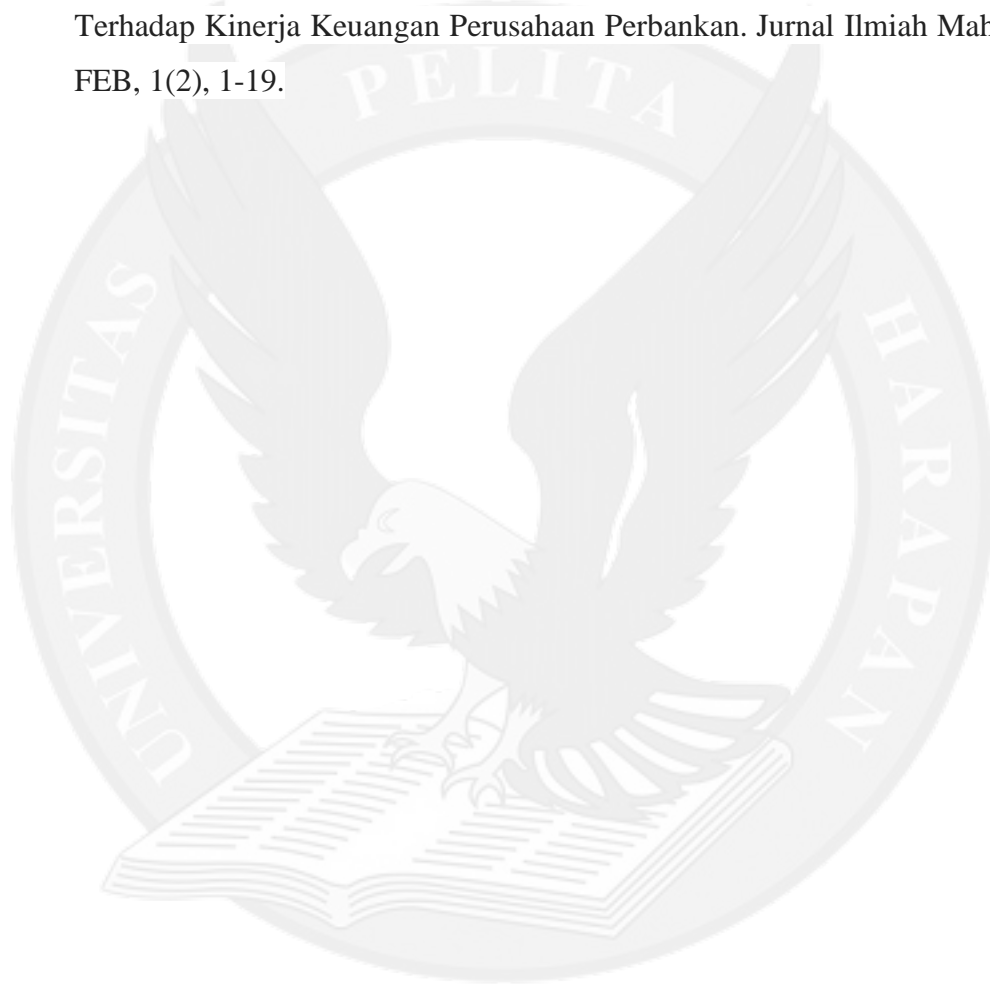 Terhadap Kinerja Keuangan Perusahaan Perbankan. Jurnal Ilmiah Mah
FEB, 1(2), 1-19.
UNIVERSITAS PELITA HARAPAN